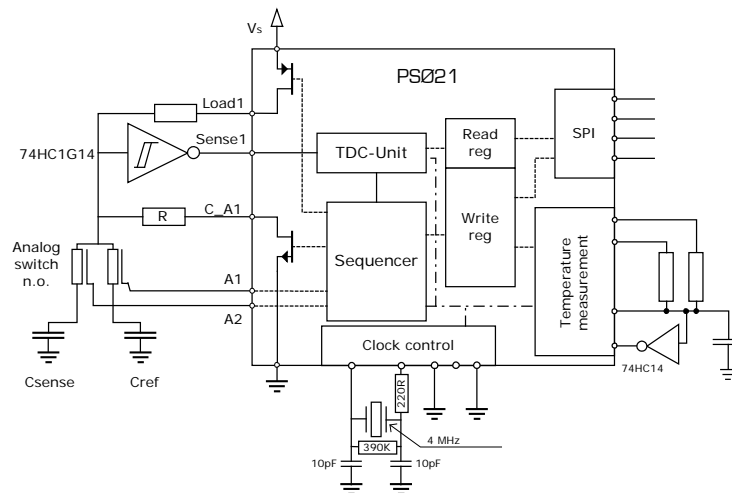 Vs
PSØ21
Load1
74HC1G14
Sense1
TDC-Unit
Read
reg
SPI
R
C_A1
Write
reg
Analog
switch
n.o.
Sequencer
A1
A2
Temperature
measurement
Clock control
Csense
Cref
74HC14
220R
4 MHz
390K
10pF
10pF